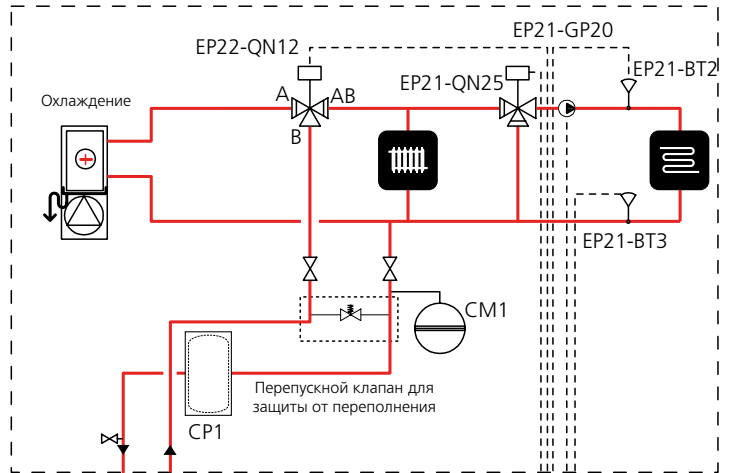 EP21-GP20
EP22-QN12
EP21-BT2
EP21-QN25
Охлаждение
A
AB
B
EP21-BT3
CM1
Перепускной клапан для
защиты от переполнения
CP1